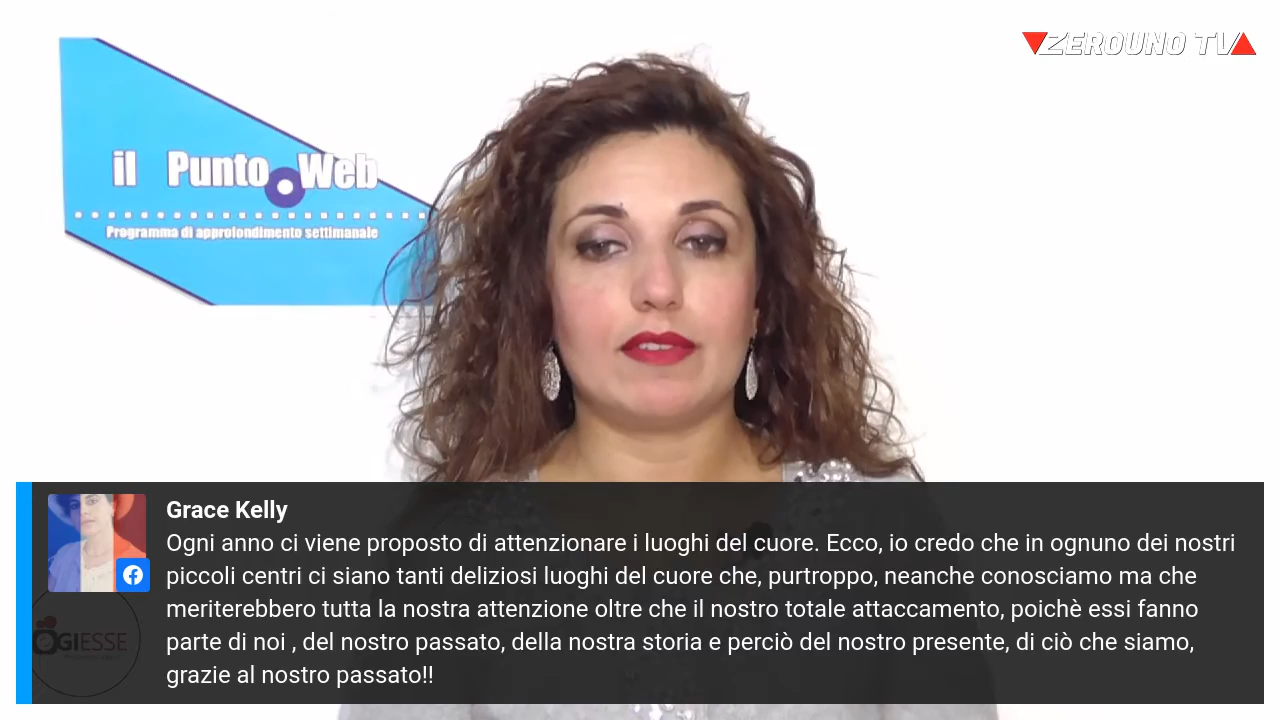 ZEROUNO TV
il Punto Web
Programma di approfondimento settimanale
Grace Kelly
Ogni anno ci viene proposto di attenzionare i luoghi del cuore. Ecco, io credo che in ognuno dei nostri
piccoli centri ci siano tanti deliziosi luoghi del cuore che, purtroppo, neanche conosciamo ma che
meriterebbero tutta la nostra attenzione oltre che il nostro totale attaccamento, poichè essi fanno
parte di noi , del nostro passato, della nostra storia e perciò del nostro presente, di ciò che siamo,
grazie al nostro passato!!
OGIESSE